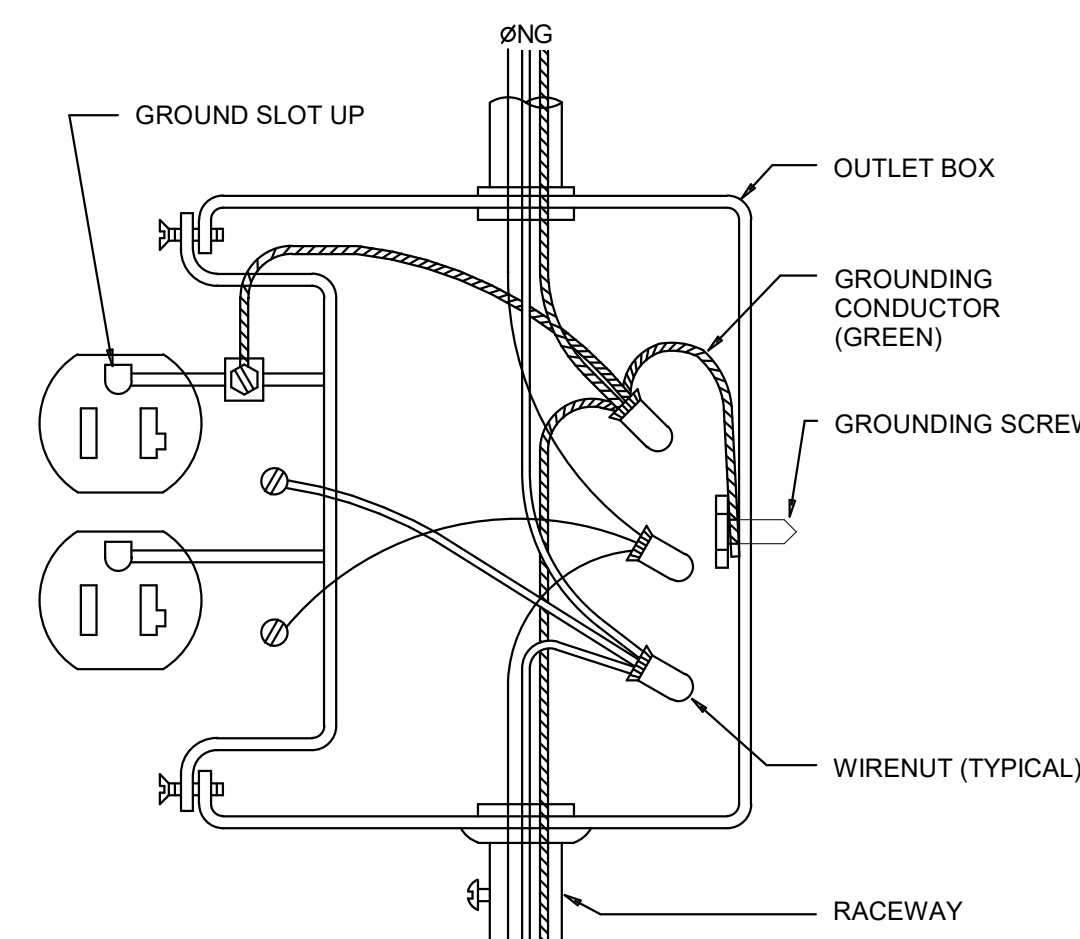 øNG
GROUND SLOT UP
OUTLET BOX
GROUNDING
CONDUCTOR
(GREEN)
GROUNDING SCREW
WIRENUT (TYPICAL)
RACEWAY